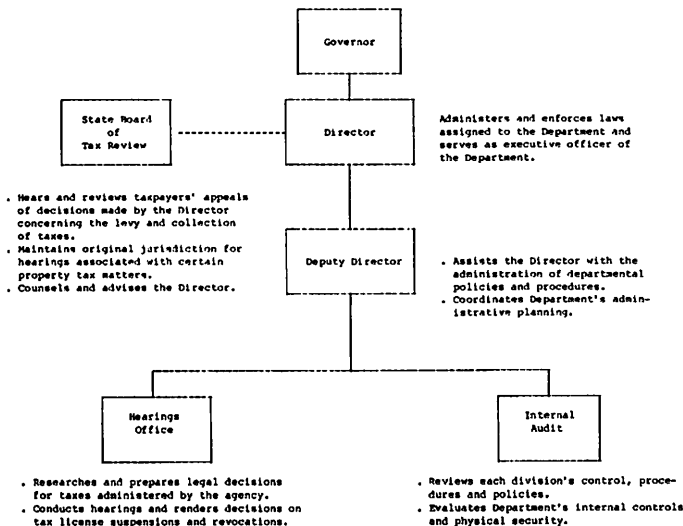 Governor
State Board
of
Tax Review
Director
Administers and enforces laws
assigned to the Department and
serves as executive officer of
the Department.
. Hears and reviews taxpayers' appeals
of decisions made by the Director
concerning the levy and collection
of taxes.
. Maintains original jurisdiction for
hearings associated with certain
property tax matters.
. Counsels and advises the Director.
Deputy Director
. Assists the Director with the
administration of departmental
policies and procedures.
. Coordinates Department's admin-
istrative planning.
Hearings
Office
Internal
Audit
. Researches and prepares legal decisions
for taxes administered by the agency.
. Conducts hearings and renders decisions on
tax license suspensions and revocations.
. Reviews each division's control, proce-
dures and policies.
. Evaluates Department's internal controls
and physical security.